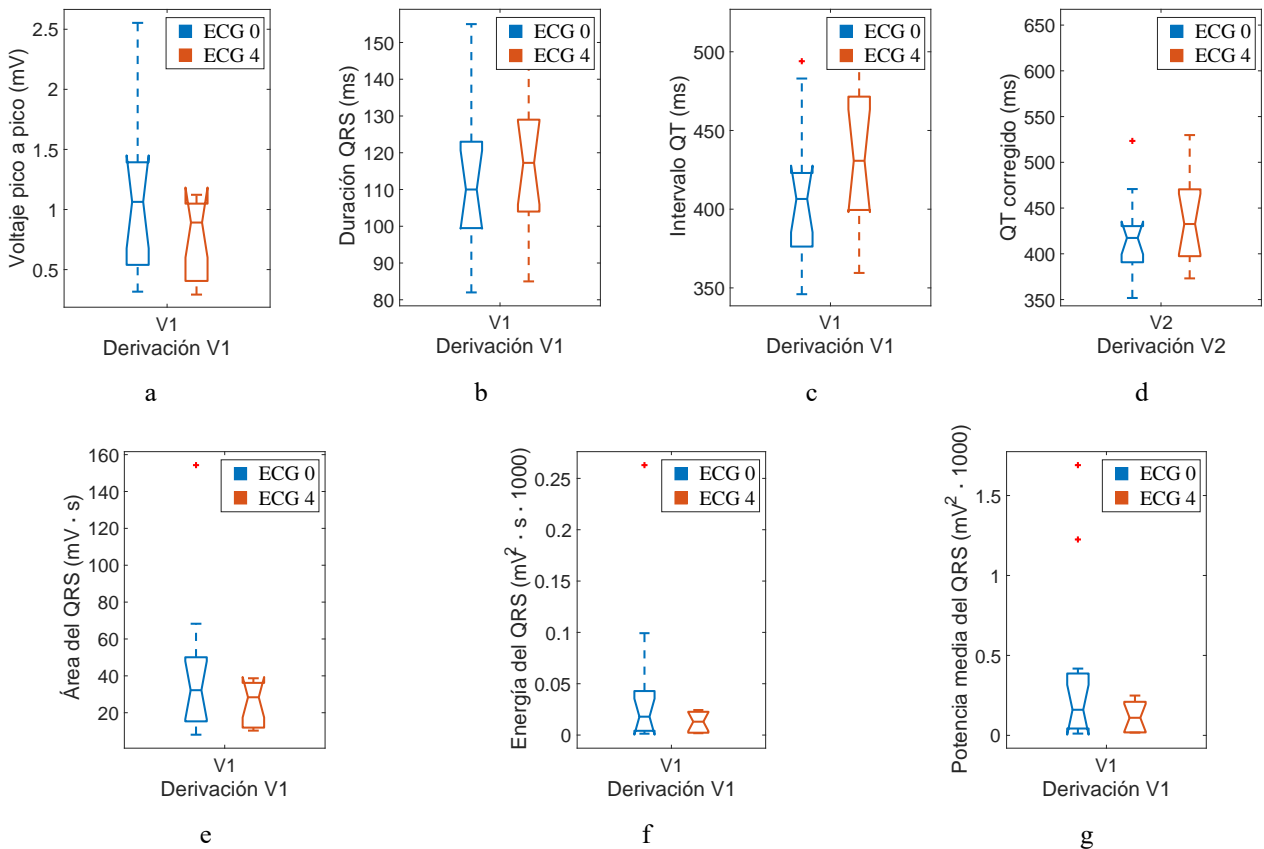 Voltaje pico a pico (mV)
2.5
2
1.5
1
0.5
ECG 0
ECG 4
V1
Derivación V1
a
Duración QRS (ms)
150
140
130
120
110
100
90
80
ECG 0
ECG 4
V1
Derivación V1
b
Intervalo QT (ms)
500
450
400
350
ECG 0
ECG 4
V1
Derivación V1
c
QT corregido (ms)
650
600
550
500
450
400
350
ECG 0
ECG 4
V2
Derivación V2
d
Área del QRS (mV · s)
160
140
120
100
80
60
40
20
ECG 0
ECG 4
V1
Derivación V1
e
Energía del QRS (mV² · s · 1000)
0.25
0.2
0.15
0.1
0.05
0
ECG 0
ECG 4
V1
Derivación V1
f
Potencia media del QRS (mV² · 1000)
1.5
1
0.5
0
ECG 0
ECG 4
V1
Derivación V1
g